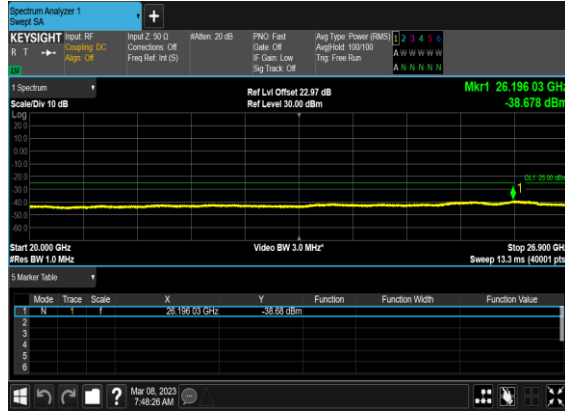 Spectrum Analyzer 1
Swept SA
KEYSIGHT
R T
LV
Input: RF
Coupling: DC
Align: Off
Input Z: 50 Ω
Corrections: Off
Freq Ref: Int (S)
#Atten: 20 dB
PNO: Fast
Gate: Off
IF Gain: Low
Sig Track: Off
Avg Type: Power (RMS)
Avg|Hold: 100/100
Trig: Free Run
1 2 3 4 5 6
A W W W W W
A N N N N N
1 Spectrum
Scale/Div 10 dB
Ref Lvl Offset 22.97 dB
Ref Level 30.00 dBm
Mkr1 26.196 03 GHz
-38.678 dBm
Log
20.0
10.0
0.00
-10.0
-20.0
-30.0
-40.0
-50.0
-60.0
DL1 -25.00 dBm
1
Start 20.000 GHz
#Res BW 1.0 MHz
Video BW 3.0 MHz*
Stop 26.900 GHz
Sweep 13.3 ms (40001 pts)
5 Marker Table
Mode Trace Scale X Y Function Function Width Function Value
1 N 1 f 26.196 03 GHz -38.68 dBm
2
3
4
5
6
Mar 08, 2023
7:48:26 AM